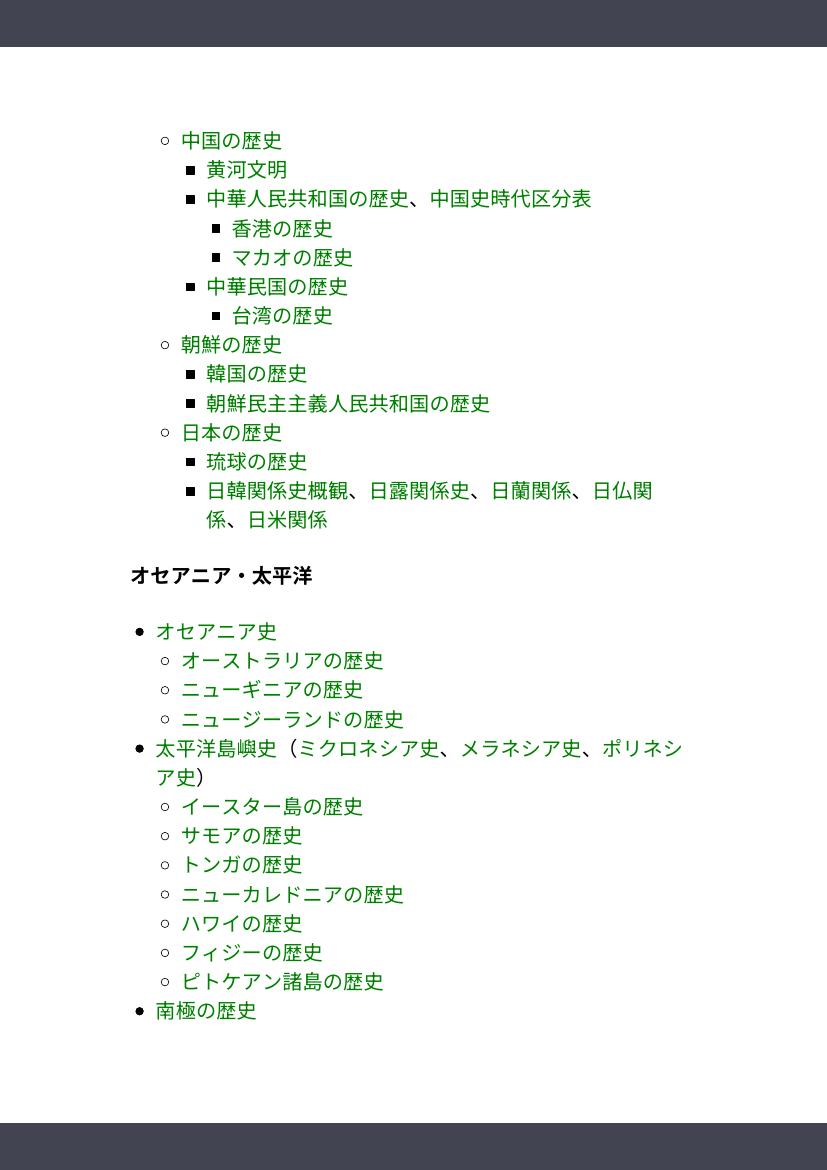 中国の歴史
黄河文明
中華人民共和国の歴史、中国史時代区分表
香港の歴史
マカオの歴史
中華民国の歴史
台湾の歴史
朝鮮の歴史
韓国の歴史
朝鮮民主主義人民共和国の歴史
日本の歴史
琉球の歴史
日韓関係史概観、日露関係史、日蘭関係、日仏関
係、日米関係
オセアニア・太平洋
オセアニア史
オーストラリアの歴史
ニューギニアの歴史
ニュージーランドの歴史
太平洋島嶼史（ミクロネシア史、メラネシア史、ポリネシ
ア史）
イースター島の歴史
サモアの歴史
トンガの歴史
ニューカレドニアの歴史
ハワイの歴史
フィジーの歴史
ピトケアン諸島の歴史
南極の歴史